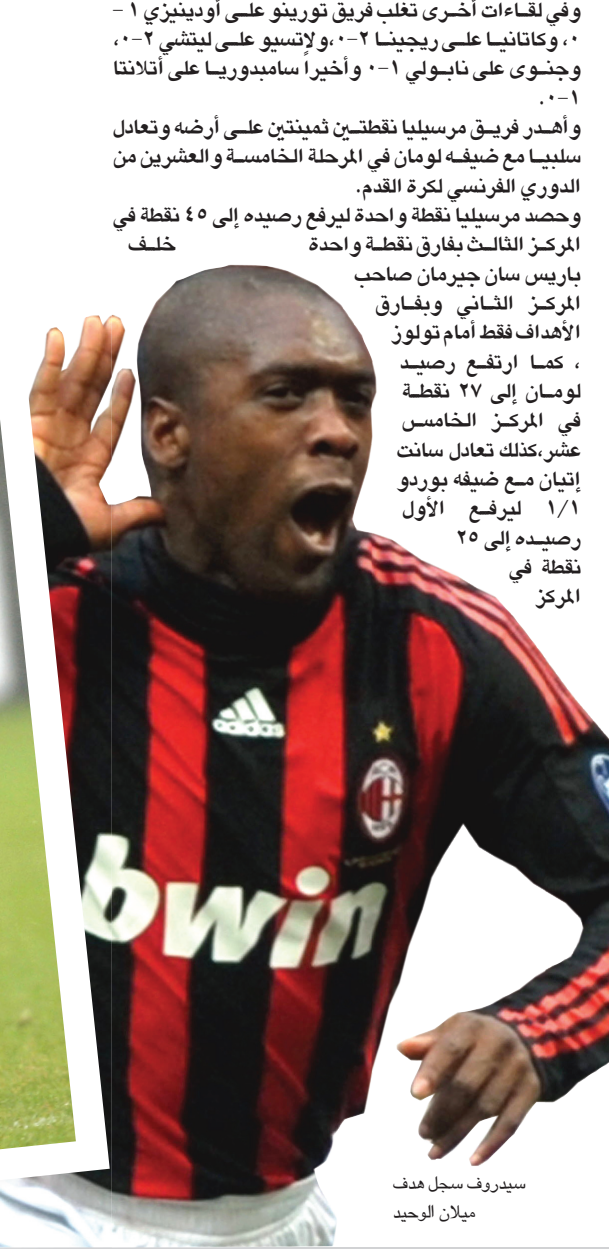 وفي لقاءات أخرى تغلب فريق تورينو على أودينيزي ١ -
٠، وكاتانيا على ريجينا ٢-٠،ولاتسيو على ليتشي ٢-٠،
وجنوى على نابولي ١-٠ وأخيراً سامبدوريا على أتلانتا
١-٠.
وأهدر فريق مرسيليا نقطتين ثمينتين على أرضه وتعادل
سلبيا مع ضيفه لومان في المرحلة الخامسة والعشرين من
الدوري الفرنسي لكرة القدم.
وحصد مرسيليا نقطة واحدة ليرفع رصيده إلى ٤٥ نقطة في
المركز الثالث بفارق نقطة واحدة خلف
باريس سان جيرمان صاحب
المركز الثاني وبفارق
الأهداف فقط أمام تولوز
، كما ارتفع رصيد
لومان إلى ٢٧ نقطة
في المركز الخامس
عشر،كذلك تعادل سانت
إتيان مع ضيفه بوردو
١/١ ليرفع الأول
رصيده إلى ٢٥
نقطة في
المركز
adidas
bwin
سيدروف سجل هدف
ميلان الوحيد